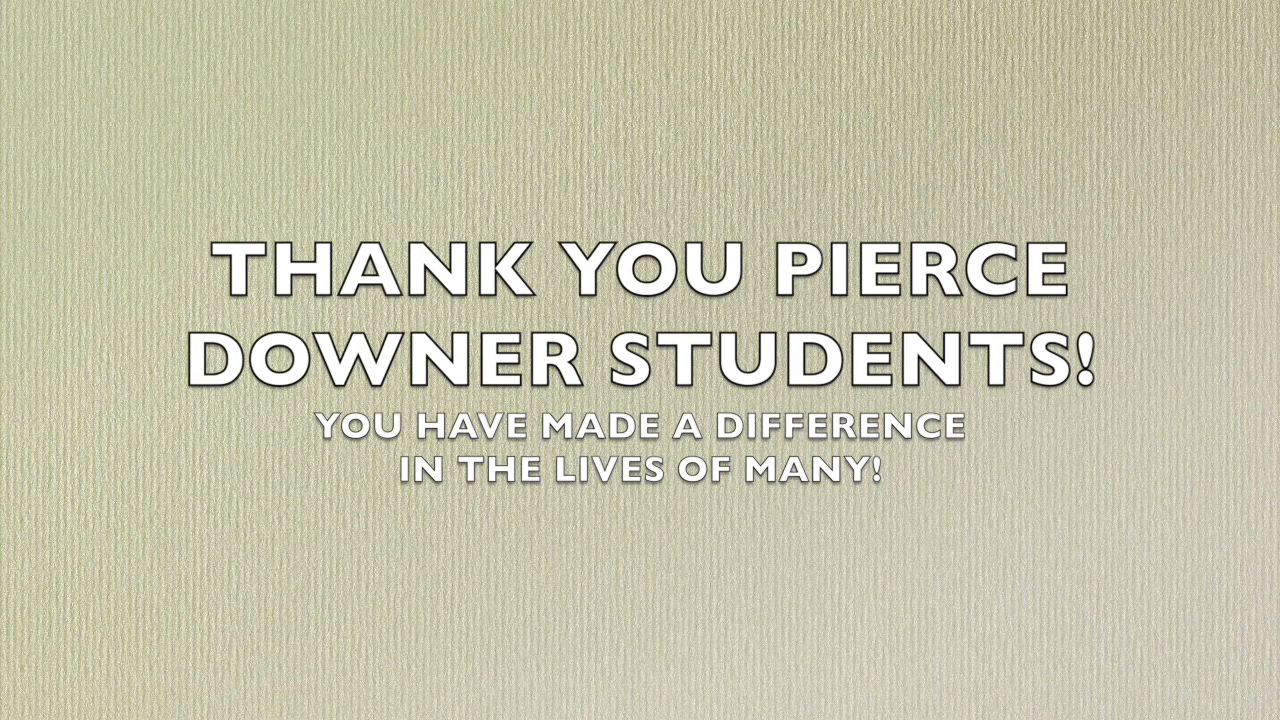 THANK YOU PIERCE
DOWNER STUDENTS!
YOU HAVE MADE A DIFFERENCE
IN THE LIVES OF MANY!